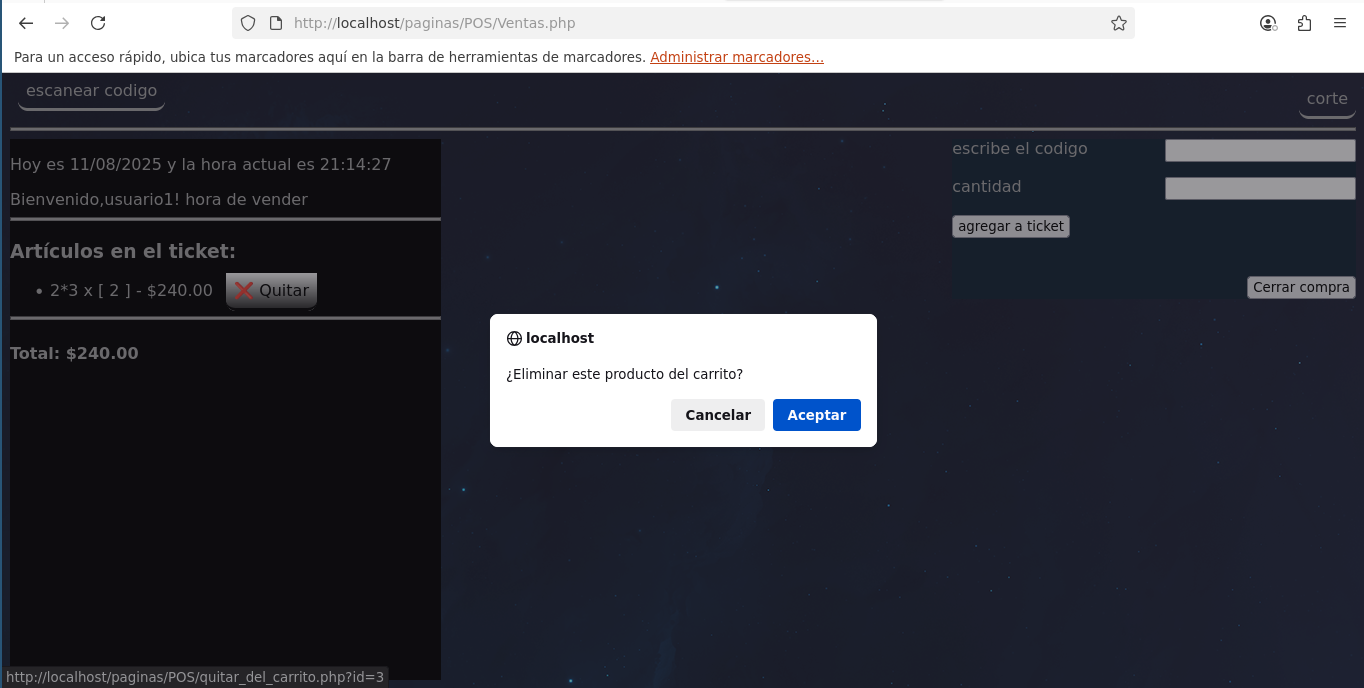 http://localhost/paginas/POS/Ventas.php
Para un acceso rápido, ubica tus marcadores aquí en la barra de herramientas de marcadores. Administrar marcadores...
escanear codigo
corte
Hoy es 11/08/2025 y la hora actual es 21:14:27
Bienvenido,usuario1! hora de vender
Artículos en el ticket:
• 2*3 x [ 2 ] - $240.00 ❌ Quitar
Total: $240.00
escribe el codigo
cantidad
agregar a ticket
Cerrar compra
localhost
¿Eliminar este producto del carrito?
Cancelar Aceptar
http://localhost/paginas/POS/quitar_del_carrito.php?id=3